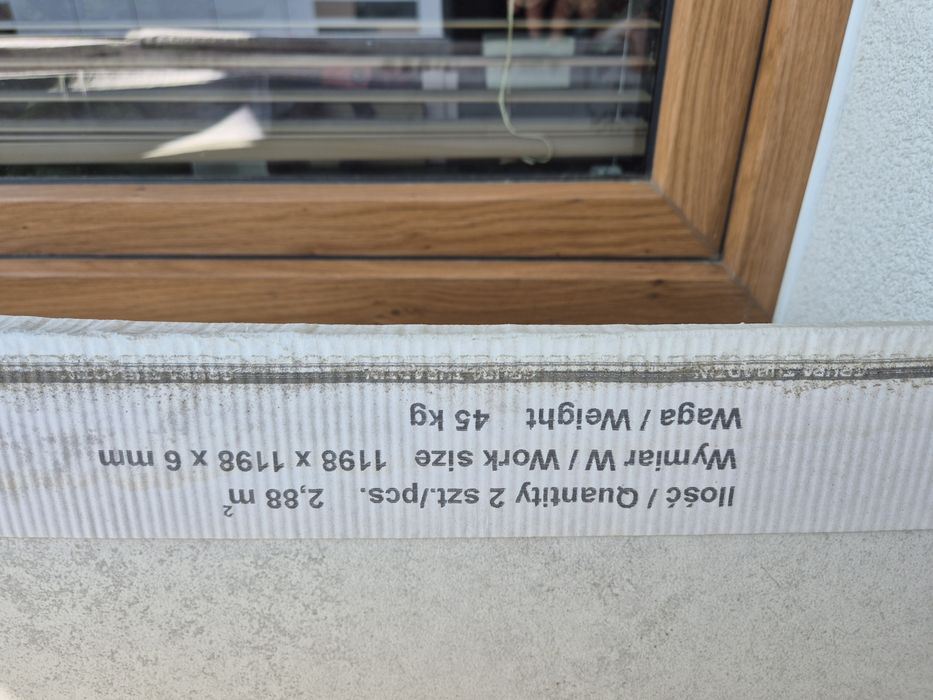 Ilość / Quantity 2 szt./pcs. 2,88 m²
Wymiar W / Work size 1198 x 1198 x 6 mm
Waga / Weight 45 kg